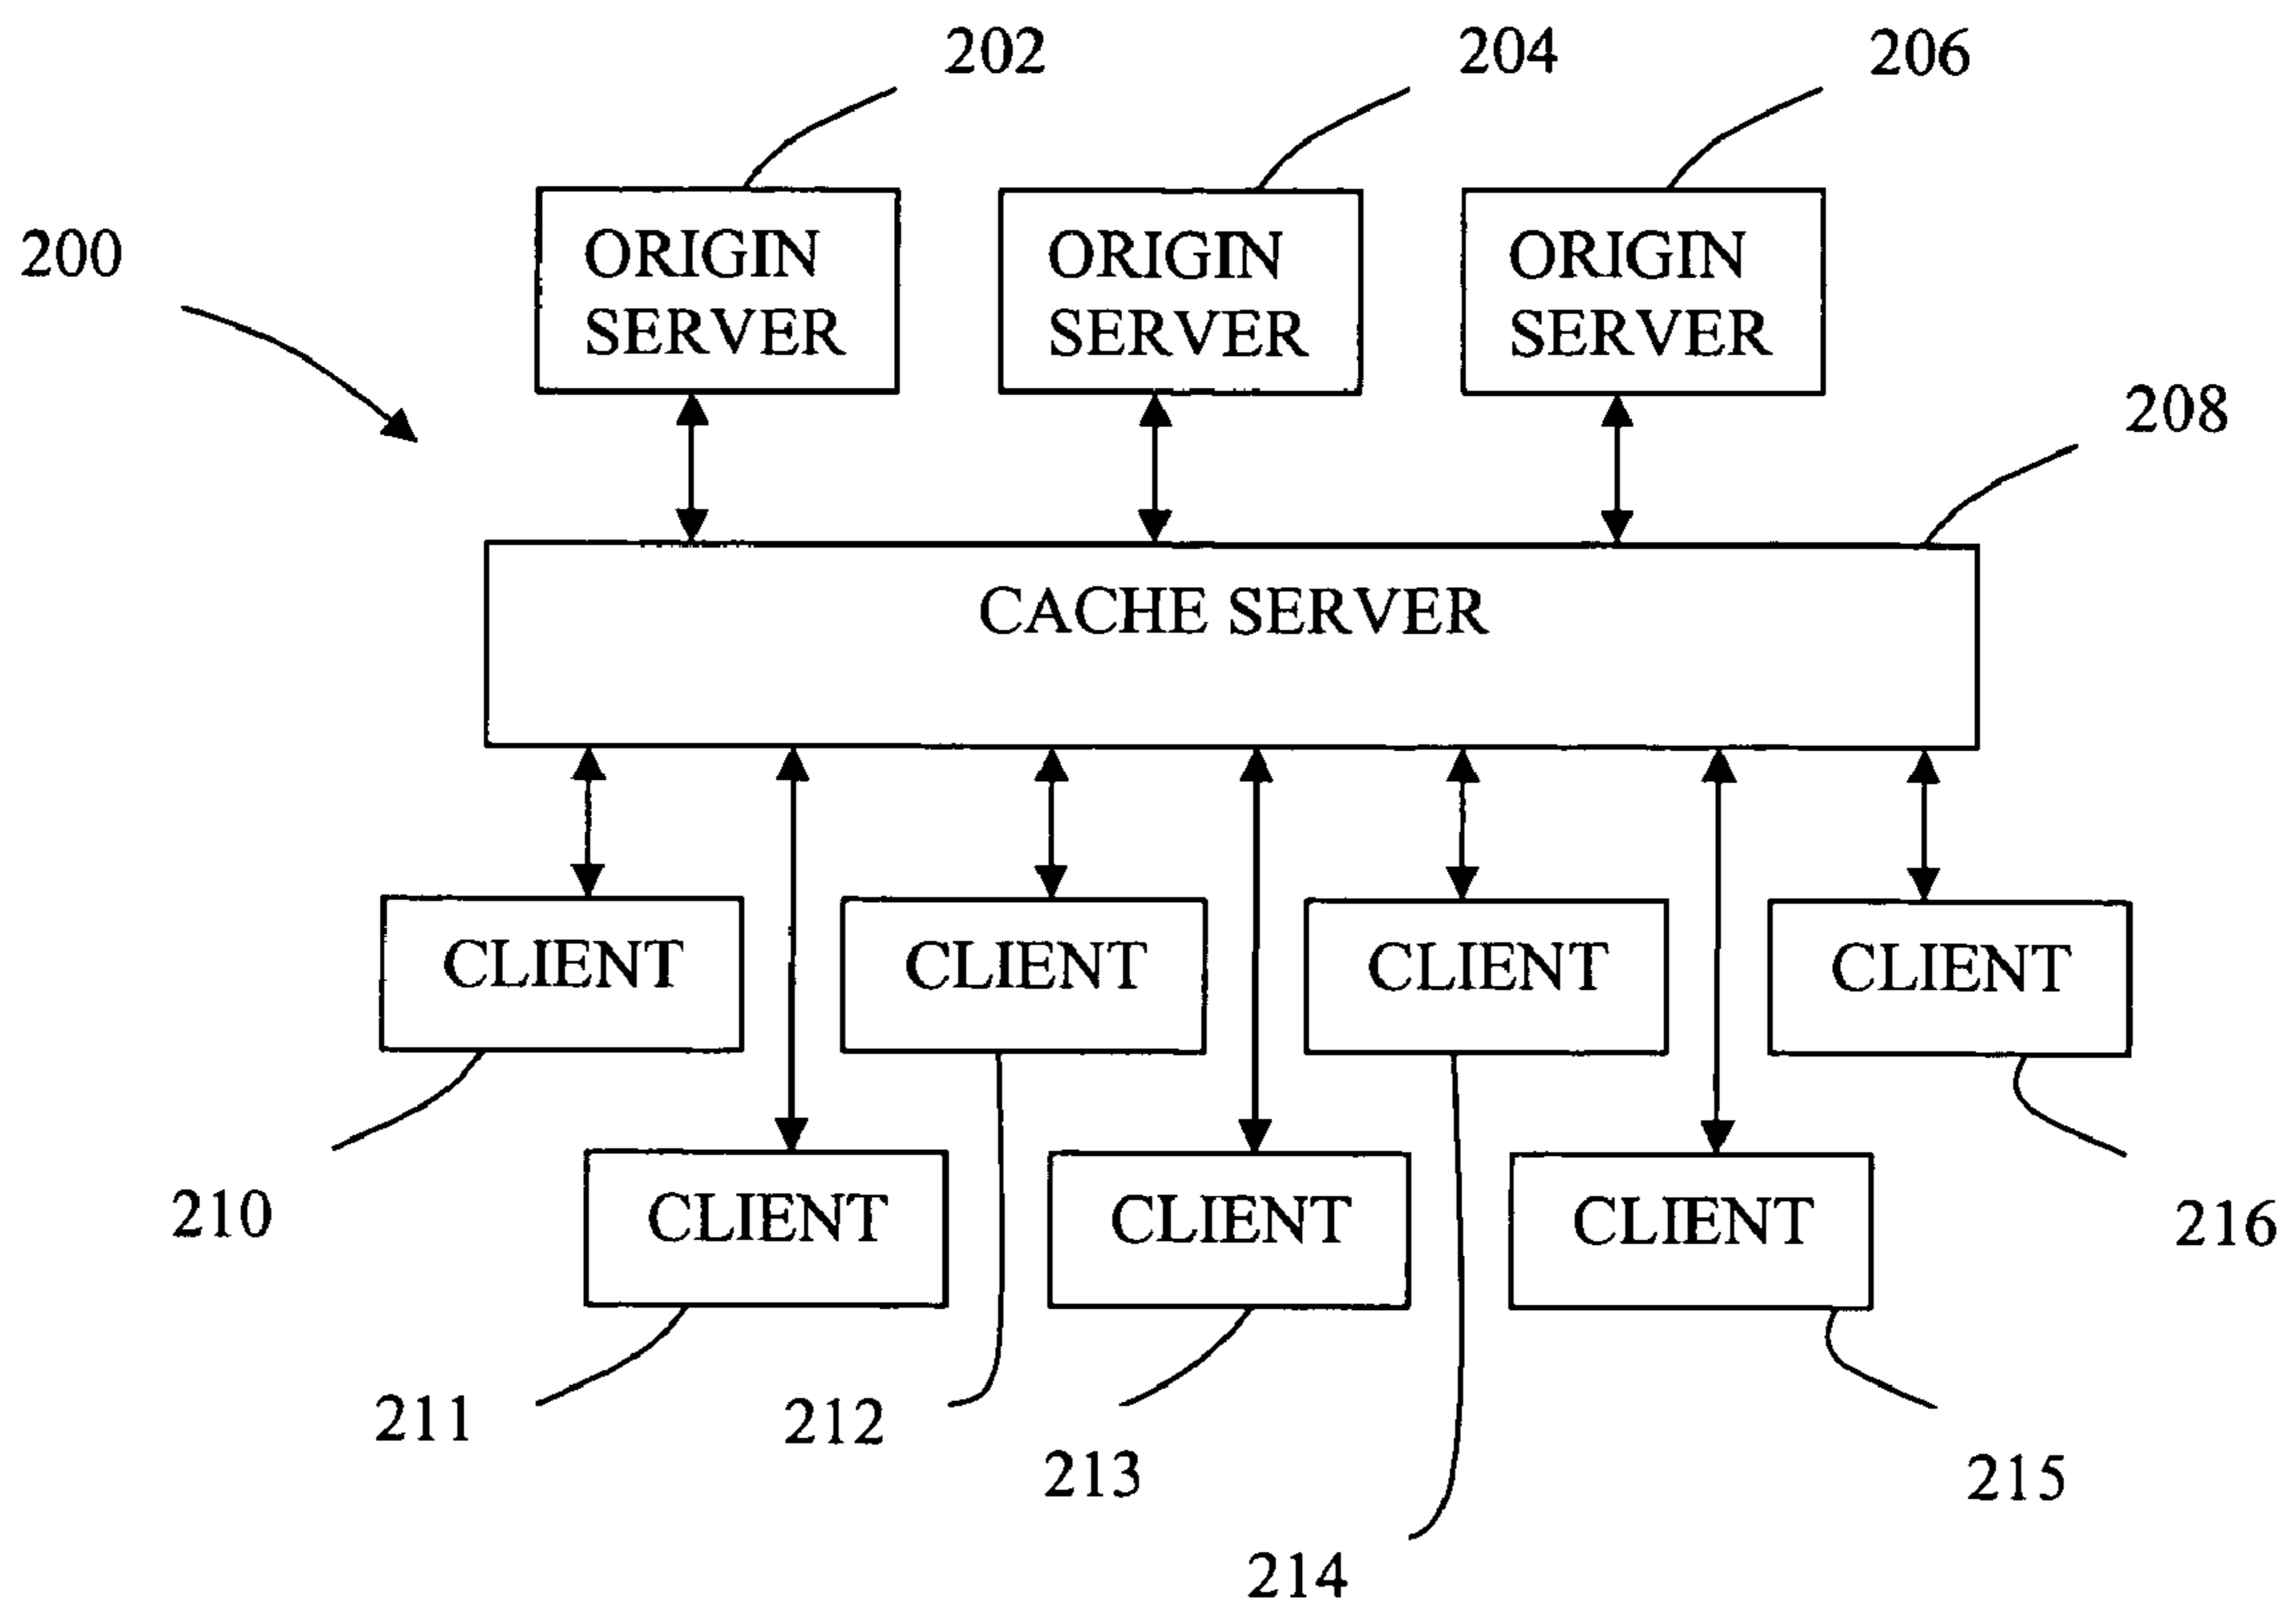 202
204
206
200
ORIGIN
SERVER
ORIGIN
SERVER
ORIGIN
SERVER
208
CACHE SERVER
CLIENT
CLIENT
CLIENT
CLIENT
210
CLIENT
CLIENT
CLIENT
216
211
212
213
215
214